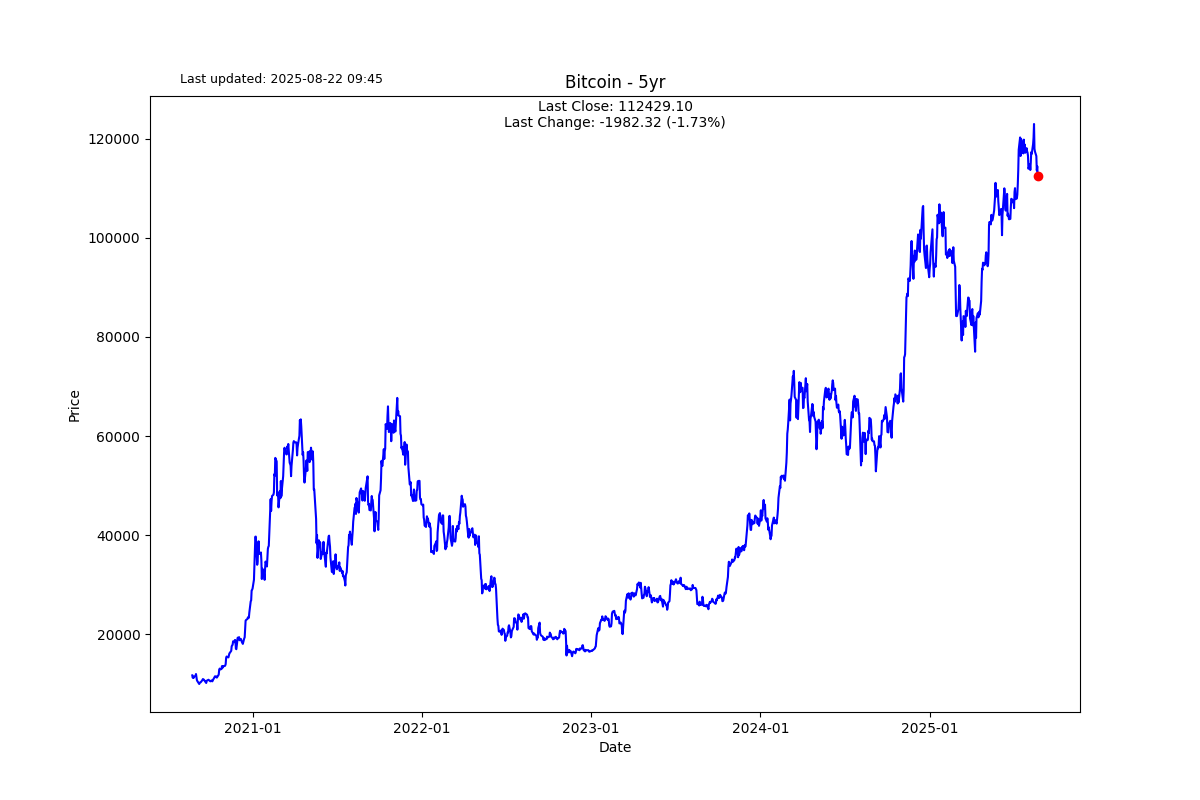 Last updated: 2025-08-22 09:45
Bitcoin - 5yr
Last Close: 112429.10
Last Change: -1982.32 (-1.73%)
120000
100000
80000
60000
40000
20000
Price
2021-01
2022-01
2023-01
2024-01
2025-01
Date